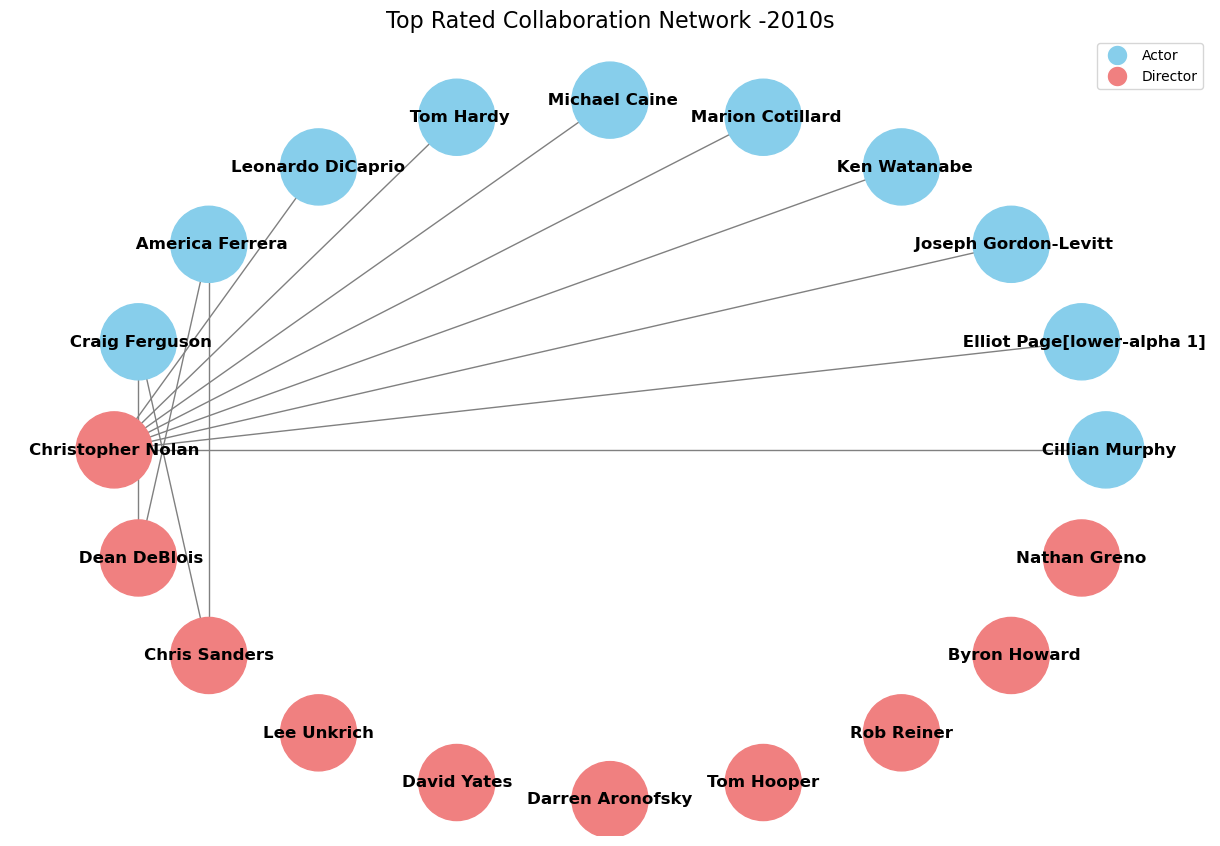 Top Rated Collaboration Network -2010s
Actor
Director
Michael Caine
Tom Hardy
Marion Cotillard
Leonardo DiCaprio
Ken Watanabe
America Ferrera
Joseph Gordon-Levitt
Craig Ferguson
Elliot Page[lower-alpha 1]
Christopher Nolan
Cillian Murphy
Dean DeBlois
Nathan Greno
Chris Sanders
Byron Howard
Lee Unkrich
Rob Reiner
David Yates
Tom Hooper
Darren Aronofsky